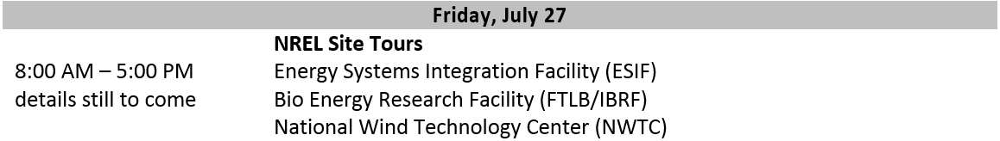 Friday, July 27
NREL Site Tours
8:00 AM – 5:00 PM Energy Systems Integration Facility (ESIF)
details still to come Bio Energy Research Facility (FTLB/IBRF)
National Wind Technology Center (NWTC)